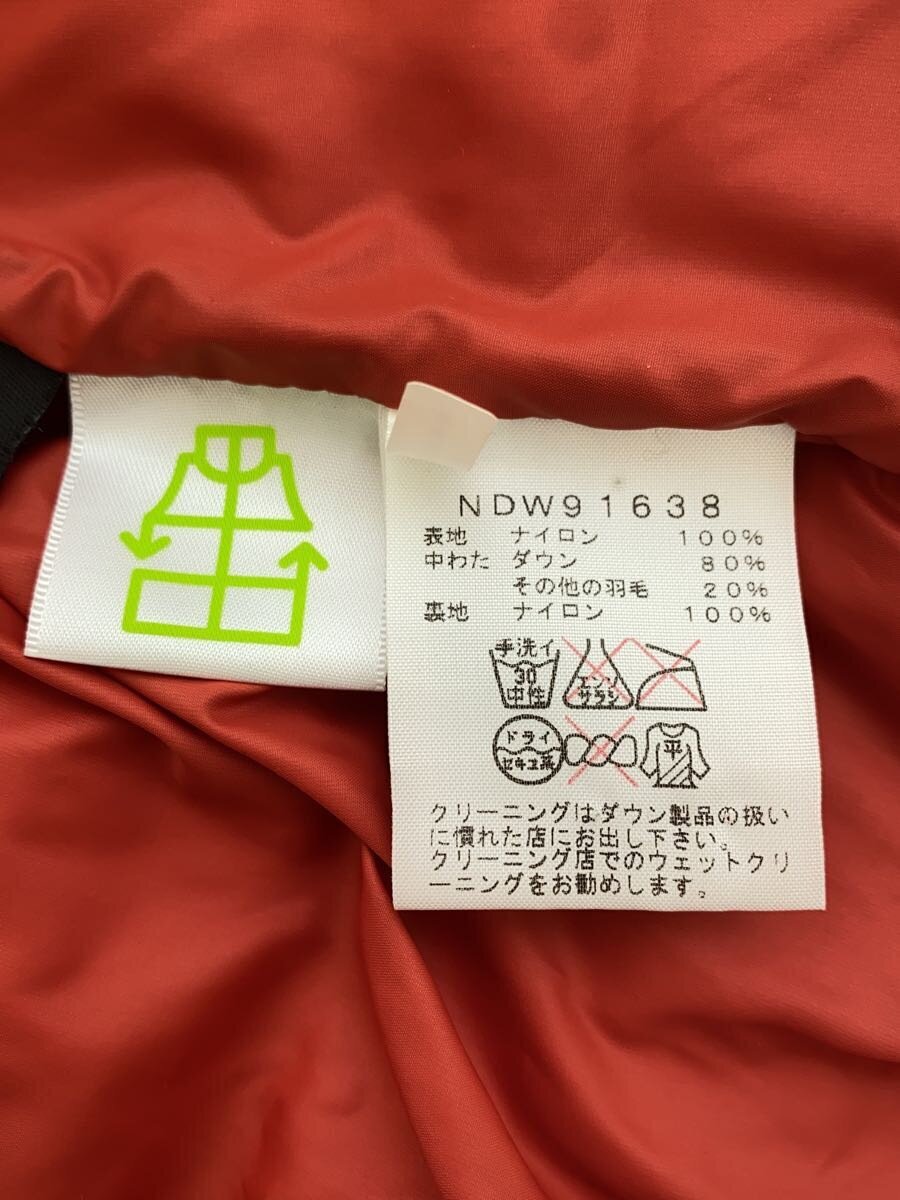 NDW91638
表地 ナイロン 100%
中わた ダウン 80%
その他の羽毛 20%
裏地 ナイロン 100%
手洗イ
30
中性
エンソ
サラシ
ドライ
セキユ系
平
クリーニングはダウン製品の扱い
に慣れた店にお出し下さい。
クリーニング店でのウェットクリ
ーニングをお勧めします。